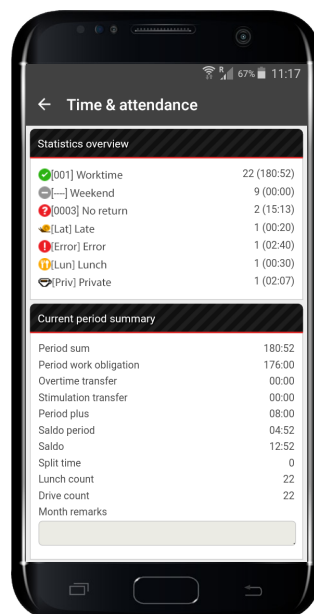 R 67% 11:17
Time & attendance
Statistics overview
[001] Worktime 22 (180:52)
[---] Weekend 9 (00:00)
[0003] No return 2 (15:13)
[Lat] Late 1 (00:20)
[Error] Error 1 (02:40)
[Lun] Lunch 1 (00:30)
[Priv] Private 1 (02:07)
Current period summary
Period sum 180:52
Period work obligation 176:00
Overtime transfer 00:00
Stimulation transfer 00:00
Period plus 08:00
Saldo period 04:52
Saldo 12:52
Split time 0
Lunch count 22
Drive count 22
Month remarks